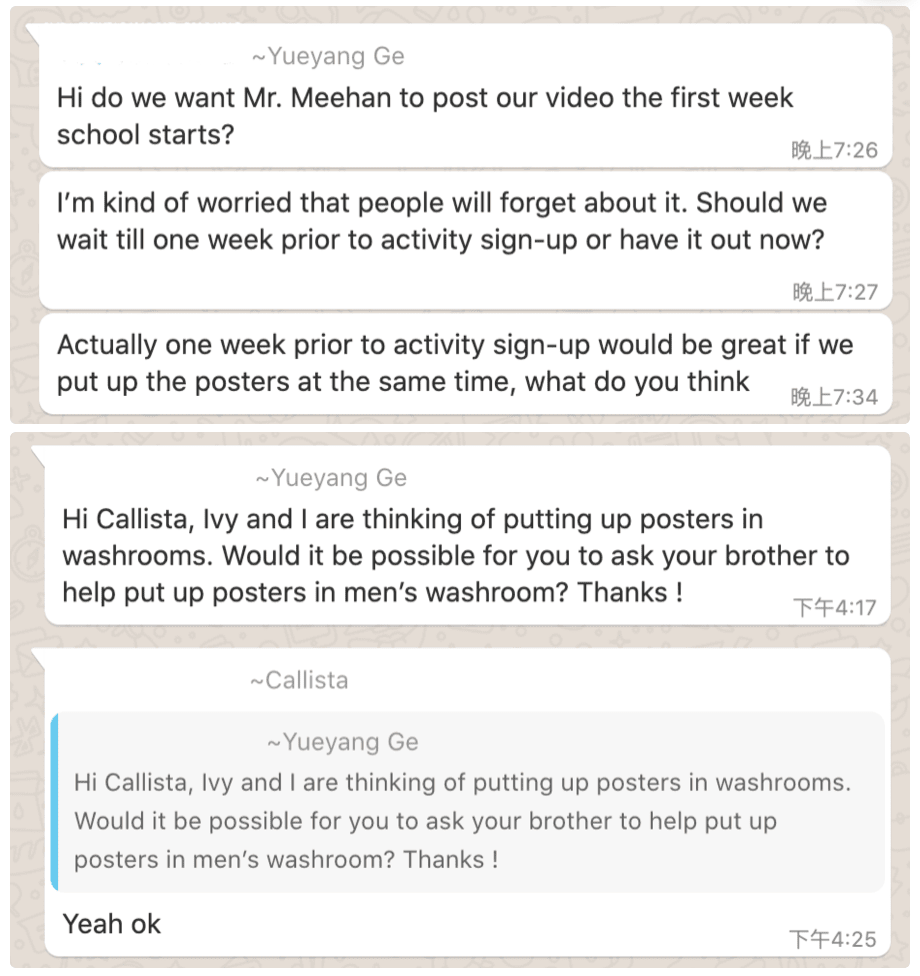 ~Yueyang Ge
Hi do we want Mr. Meehan to post our video the first week
school starts?
晚上7:26
I'm kind of worried that people will forget about it. Should we
wait till one week prior to activity sign-up or have it out now?
晚上7:27
Actually one week prior to activity sign-up would be great if we
put up the posters at the same time, what do you think
晚上7:34
~Yueyang Ge
Hi Callista, Ivy and I are thinking of putting up posters in
washrooms. Would it be possible for you to ask your brother to
help put up posters in men's washroom? Thanks !
下午4:17
~Callista
~Yueyang Ge
Hi Callista, Ivy and I are thinking of putting up posters in washrooms.
Would it be possible for you to ask your brother to help put up
posters in men's washroom? Thanks !
Yeah ok
下午4:25